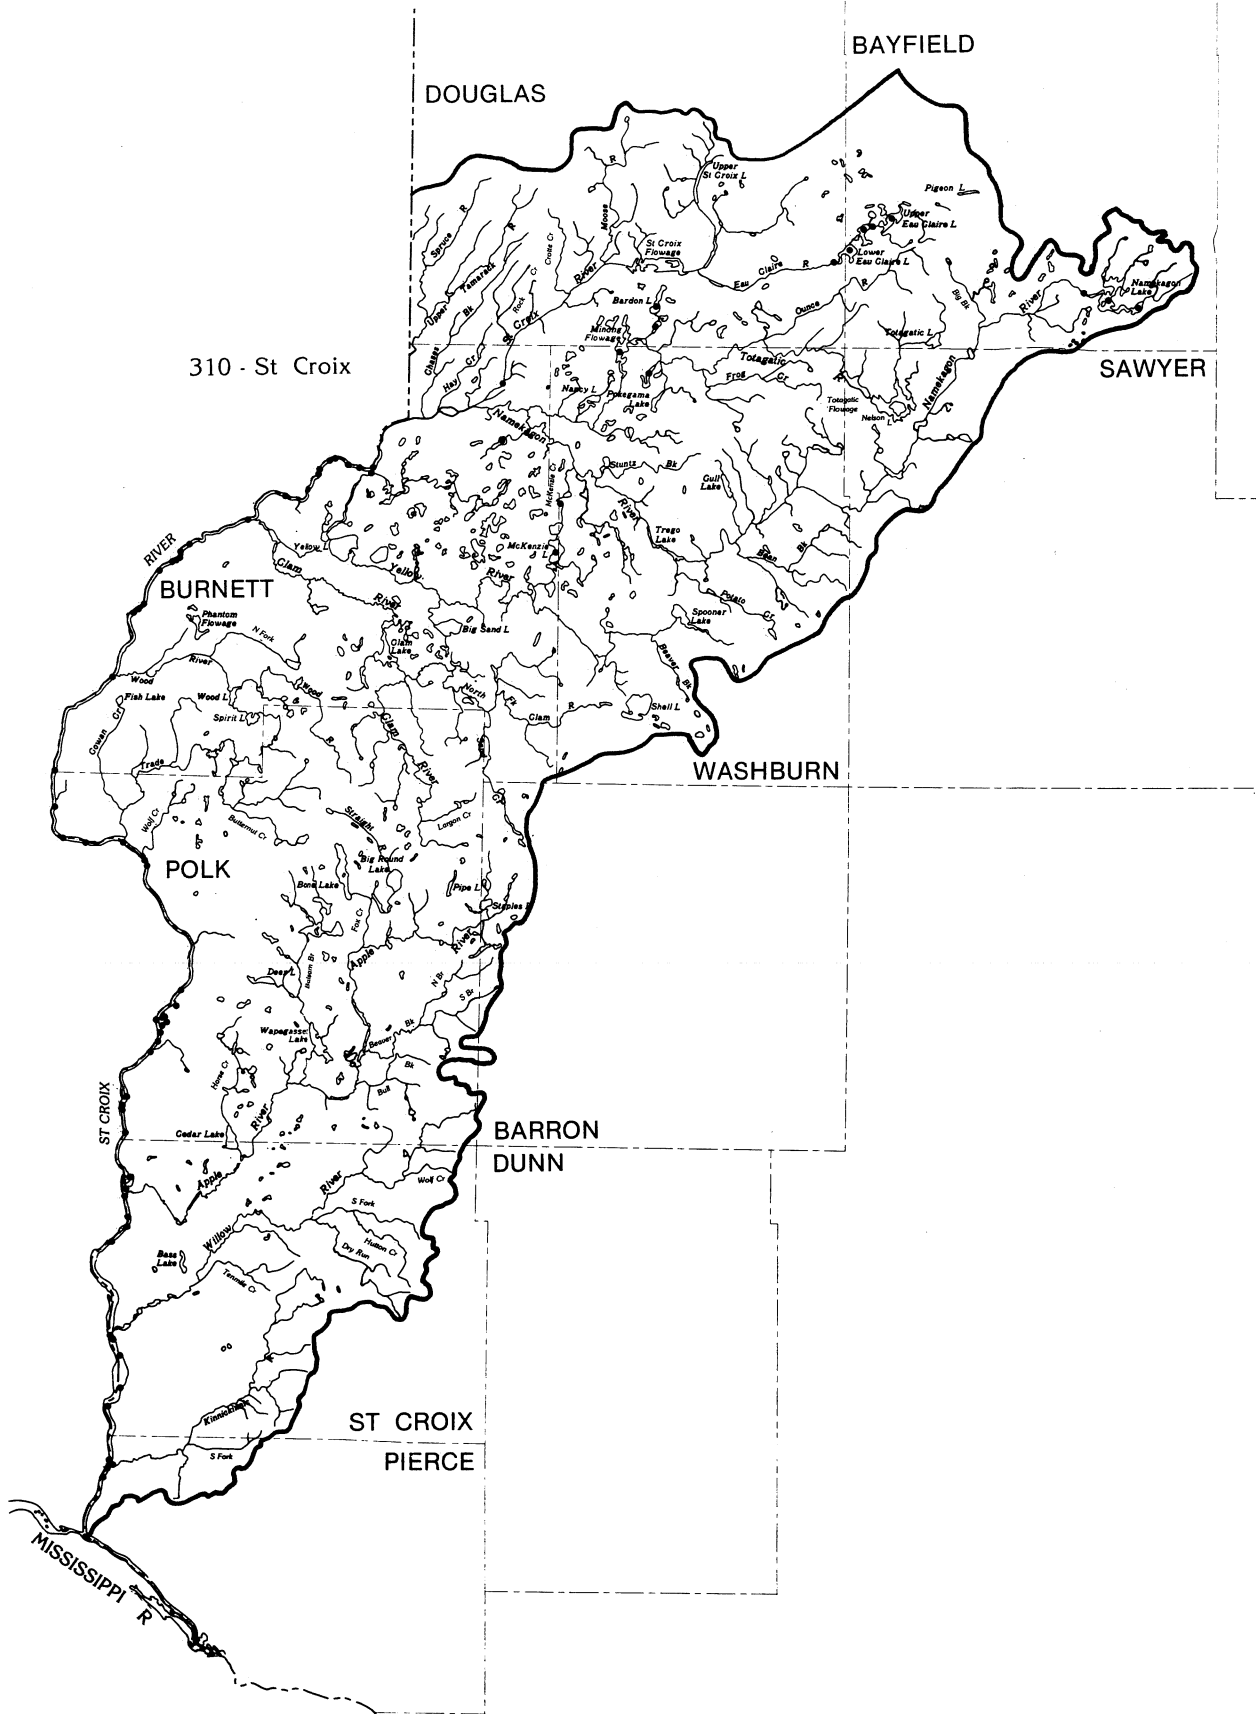 BAYFIELD
DOUGLAS
Upper
St Croix L
Pigeon L
Upper
Eau Claire L
Spruce
R
R
Moose
R
Crotte Cr
St Croix
Flowage
Lower
Eau Claire L
Eau Claire R
Upper Tamarack
Namekagon
Lake
River
Big Bk
Bardon L
Ounce
R
Rock
Cr
St Croix River
Bk
Minong
Flowage
Totagatic L
310 - St Croix
Chases
Hay Cr
Totagatic
R
SAWYER
Frog Cr
Nancy L
Pokegama
Lake
Totagatic
Flowage
Nelson
L
Namekagon
Namekagon
Stuntz Bk
McKenzie Cr
Gull
Lake
River
Trego
Lake
RIVER
Yellow L
McKenzie
L
Bean Bk
Clam
Yellow
River
BURNETT
River
Potato Cr
Phantom
Flowage
Spooner
Lake
N Fork
Big Sand L
Clam
Lake
Beaver
Bk
River
Wood
Wood
R
North Fk
Clam R
Fish Lake
Wood L
Shell L
Spirit L
Cowan
Cr
Clam
River
Sand
Cr
Trade
WASHBURN
Wolf Cr
Butternut Cr
Straight
R
Largon Cr
POLK
Big Round
Lake
Bone Lake
Pipe L
Staples L
Fox Cr
Apple River
Deer L
Balsam Br
N Br
S Br
Wapogasset
Lake
Beaver Bk
Horse Cr
Bull
Bk
ST CROIX
River
Cedar Lake
BARRON
DUNN
Apple
River
Wolf Cr
S Fork
Willow
Hutton Cr
Dry Run
Bass
Lake
Tenmile Cr
R
Kinnickinnic
ST CROIX
PIERCE
S Fork
MISSISSIPPI R